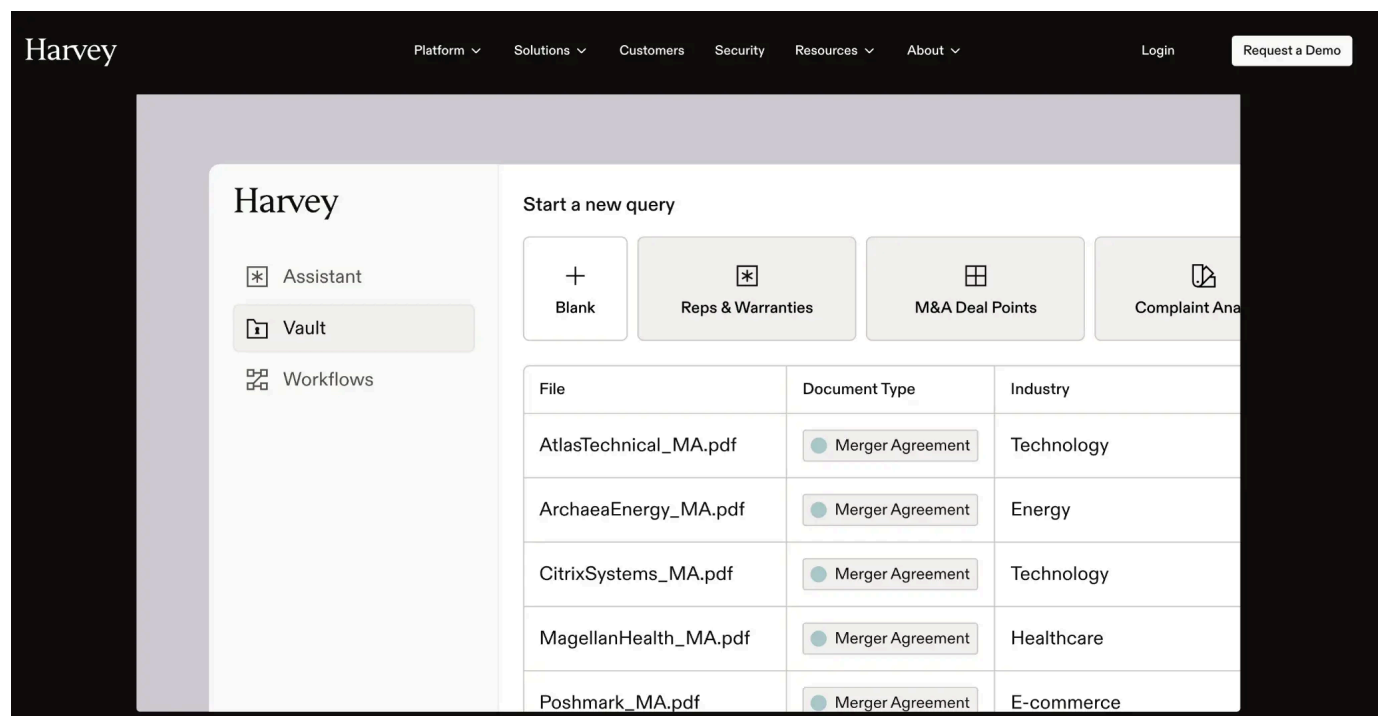 Harvey
Platform Solutions Customers Security Resources About Login Request a Demo
Harvey
Assistant
Vault
Workflows
Start a new query
Blank Reps & Warranties M&A Deal Points Complaint Ana
File Document Type Industry
AtlasTechnical_MA.pdf Merger Agreement Technology
ArchaeaEnergy_MA.pdf Merger Agreement Energy
CitrixSystems_MA.pdf Merger Agreement Technology
MagellanHealth_MA.pdf Merger Agreement Healthcare
Poshmark_MA.pdf Merger Agreement E-commerce